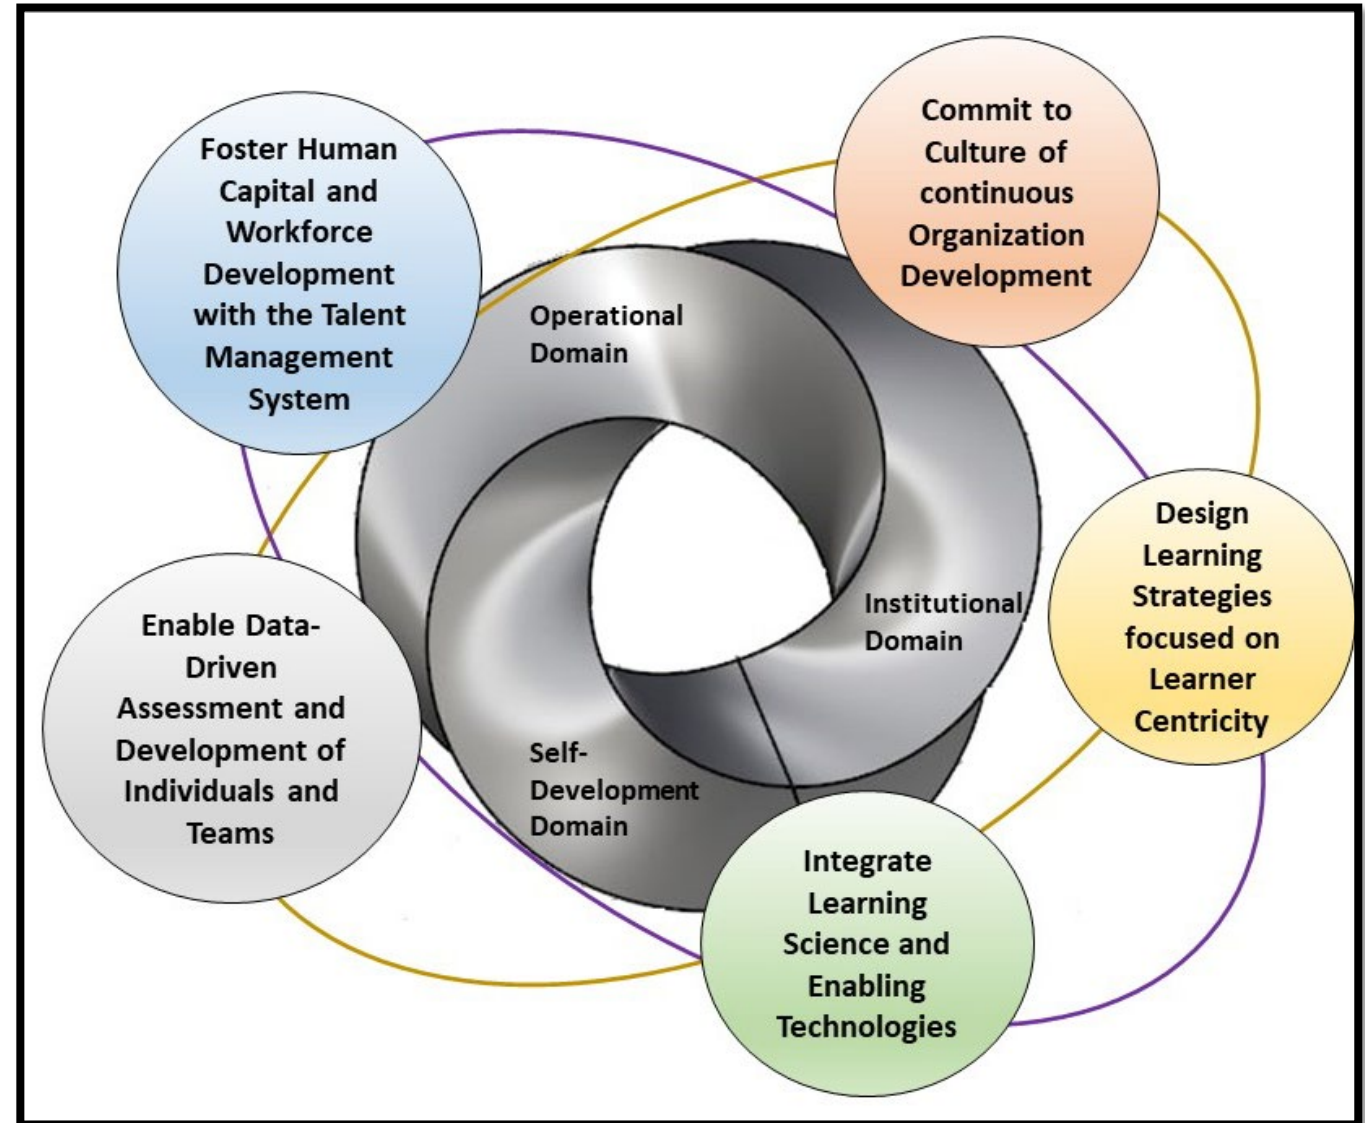 Foster Human
Capital and
Workforce
Development
with the Talent
Management
System
Commit to
Culture of
continuous
Organization
Development
Operational
Domain
Design
Learning
Strategies
focused on
Learner
Centricity
Institutional
Domain
Enable Data-
Driven
Assessment and
Development of
Individuals and
Teams
Self-
Development
Domain
Integrate
Learning
Science and
Enabling
Technologies